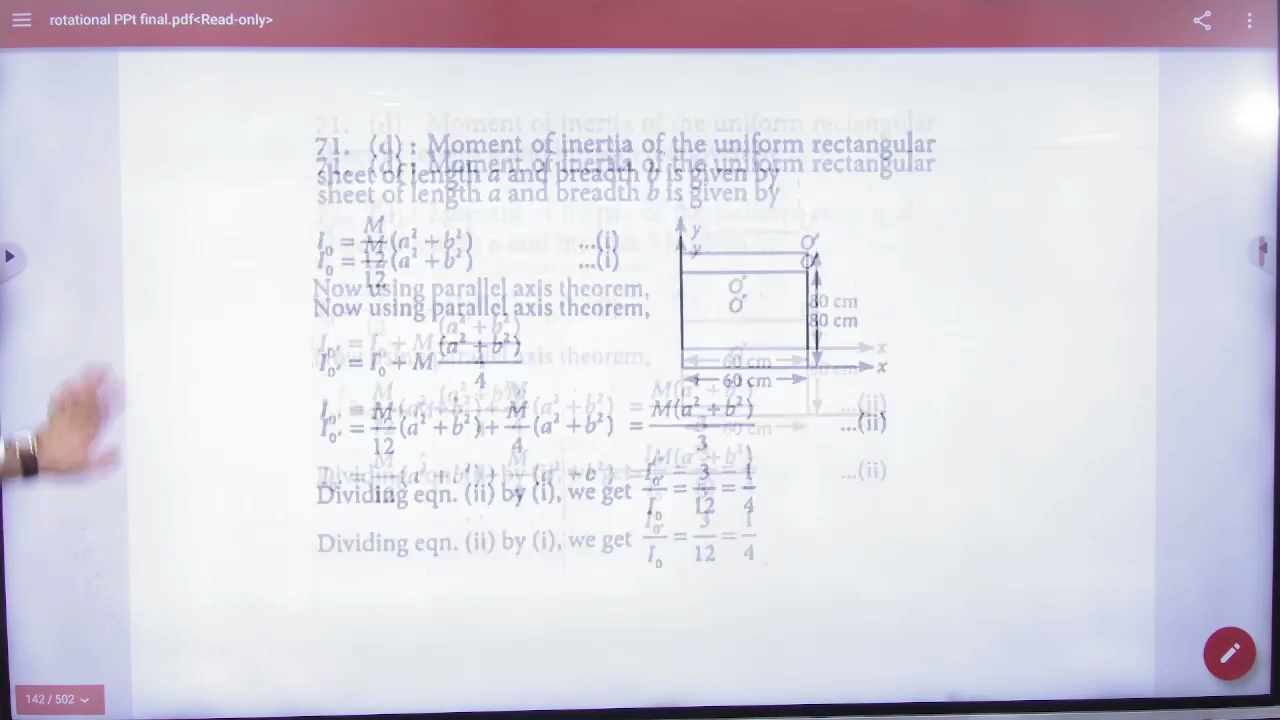 rotational PPt final.pdf<Read-only>
71. (d) : Moment of inertia of the uniform rectangular
sheet of length a and breadth b is given by
I₀ = M/12 (a² + b²) ...(i)
Now using parallel axis theorem,
I₀' = I₀ + M (a² + b²)/4
I₀' = M/12 (a² + b²) + M/4 (a² + b²) = M(a² + b²)/3 ...(ii)
Dividing eqn. (ii) by (i), we get I₀'/I₀ = 3/12 = 1/4
y
O'
O
80 cm
x
60 cm
142 / 502